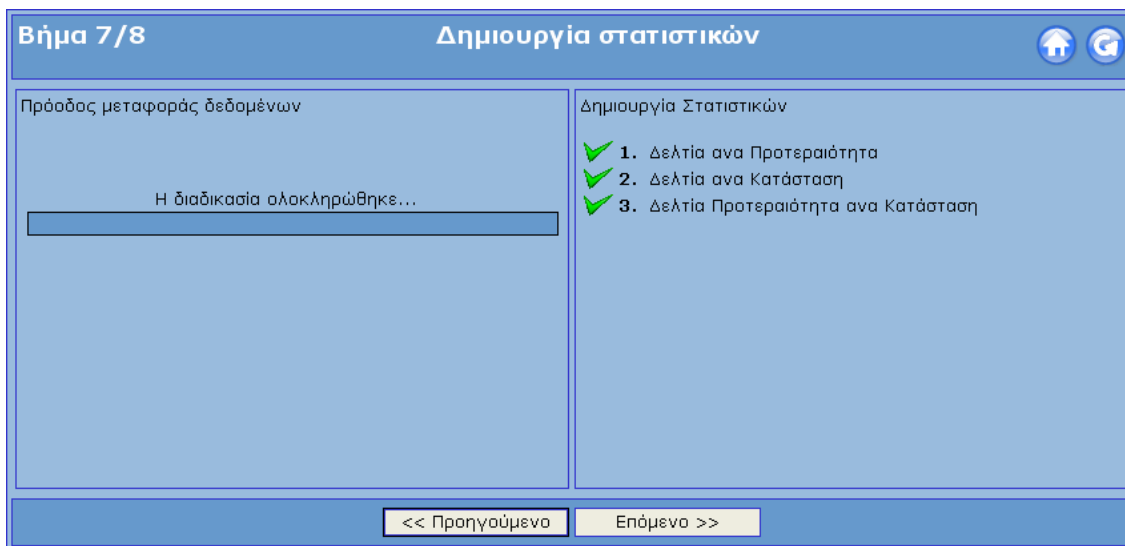 Βήμα 7/8
Δημιουργία στατιστικών
Πρόοδος μεταφοράς δεδομένων
Η διαδικασία ολοκληρώθηκε...
Δημιουργία Στατιστικών
1. Δελτία ανα Προτεραιότητα
2. Δελτία ανα Κατάσταση
3. Δελτία Προτεραιότητα ανα Κατάσταση
<< Προηγούμενο
Επόμενο >>